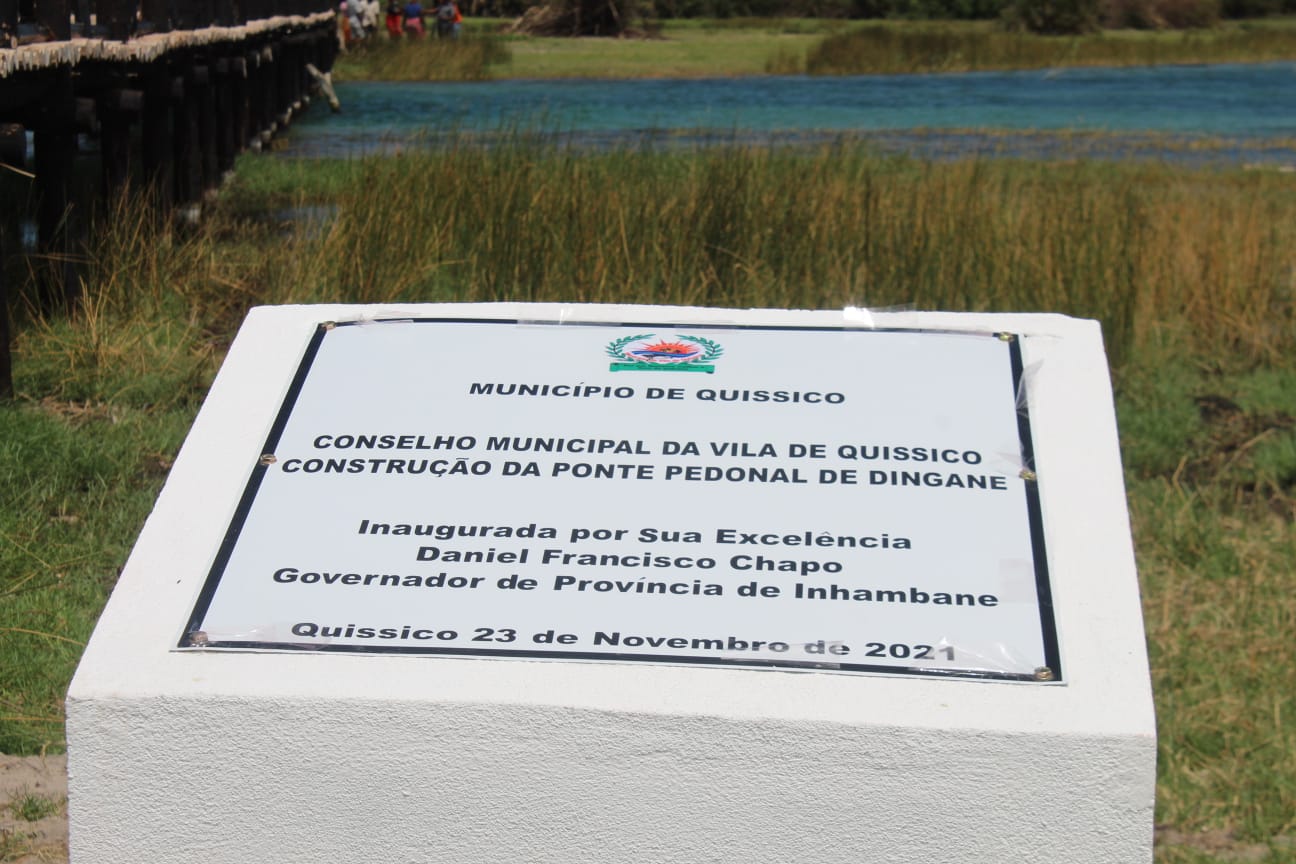 MUNICÍPIO DE QUISSICO
CONSELHO MUNICIPAL DA VILA DE QUISSICO
CONSTRUÇÃO DA PONTE PEDONAL DE DINGANE
Inaugurada por Sua Excelência
Daniel Francisco Chapo
Governador de Província de Inhambane
Quissico 23 de Novembro de 2021